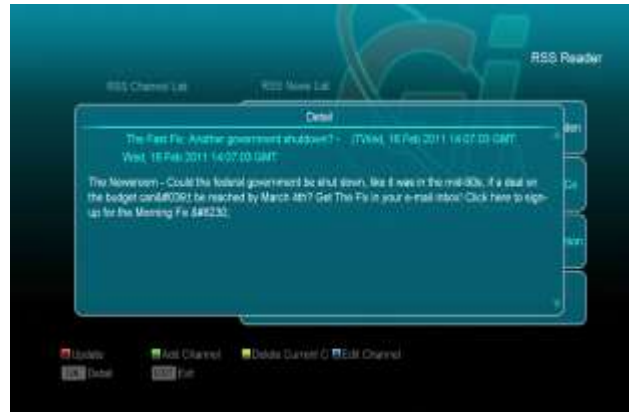 RSS Reader
RSS Channel List RSS News List
Detail
The Fast Fix: Another government shutdown? - (TWed, 16 Feb 2011 14:07:03 GMT
Wed, 16 Feb 2011 14:07:03 GMT
The Newsroom - Could the federal government be shut down, like it was in the mid-90s, if a deal on
the budget can&#039;t be reached by March 4th? Get The Fix in your e-mail inbox! Click here to sign-
up for the Morning Fix &#8230;
Update Add Channel Delete Current C Edit Channel
OK Detail EXIT Exit